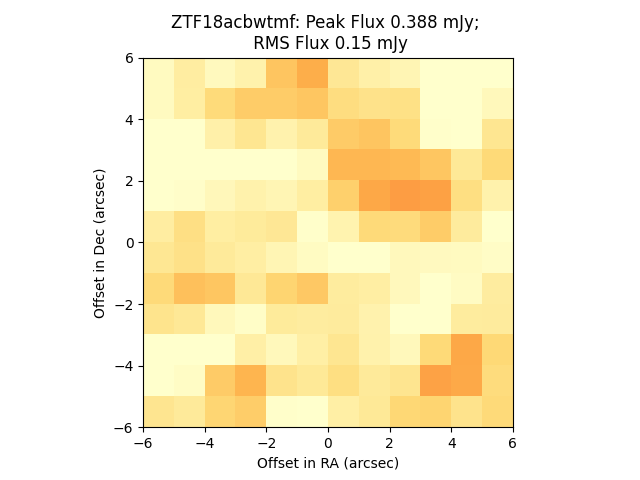 ZTF18acbwtmf: Peak Flux 0.388 mJy;
RMS Flux 0.15 mJy
6
4
2
0
−2
−4
−6
Offset in Dec (arcsec)
−6 −4 −2 0 2 4 6
Offset in RA (arcsec)